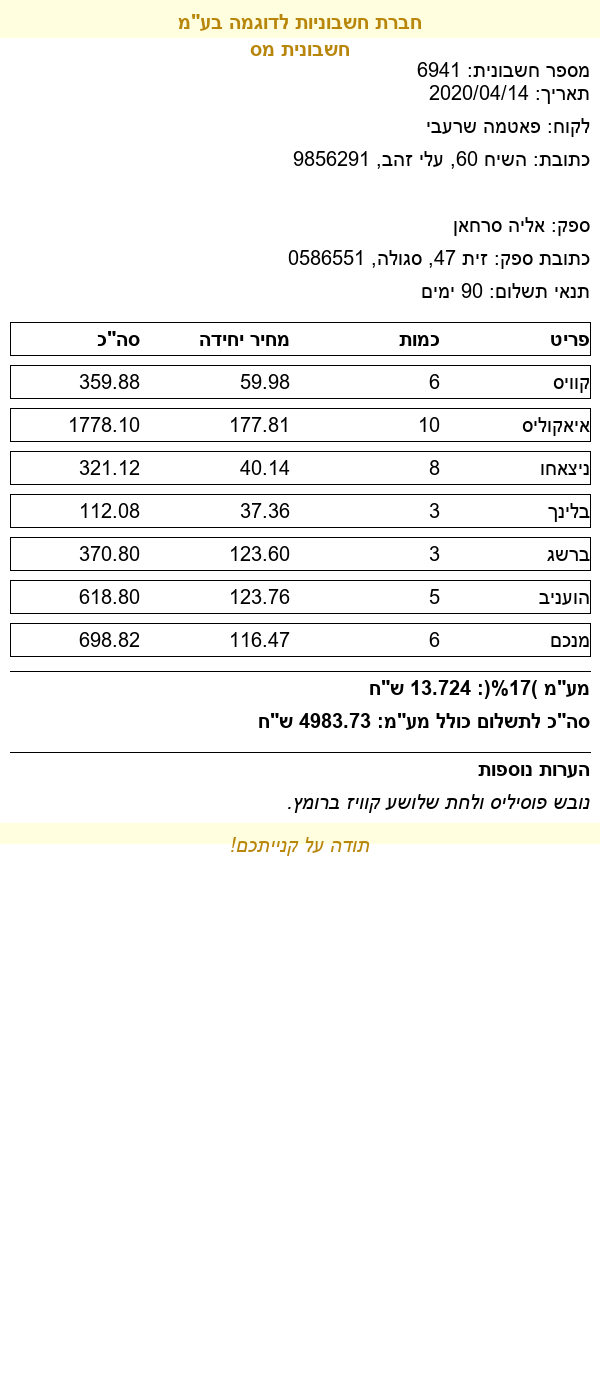 חברת חשבוניות לדוגמה בע"מ
חשבונית מס
מספר חשבונית: 6941
תאריך: 2020/04/14
לקוח: פאטמה שרעבי
כתובת: השיח 60, עלי זהב, 9856291
ספק: אליה סרחאן
כתובת ספק: זית 47, סגולה, 0586551
תנאי תשלום: 90 ימים
פריט כמות מחיר יחידה סה"כ
קוויס 6 59.98 359.88
איאקוליס 10 177.81 1778.10
ניצאחו 8 40.14 321.12
בלינך 3 37.36 112.08
ברשג 3 123.60 370.80
הועניב 5 123.76 618.80
מנכם 6 116.47 698.82
מע"מ )17%(: 13.724 ש"ח
סה"כ לתשלום כולל מע"מ: 4983.73 ש"ח
הערות נוספות
נובש פוסיליס ולחת שלושע קוויז ברומץ.
תודה על קנייתכם!